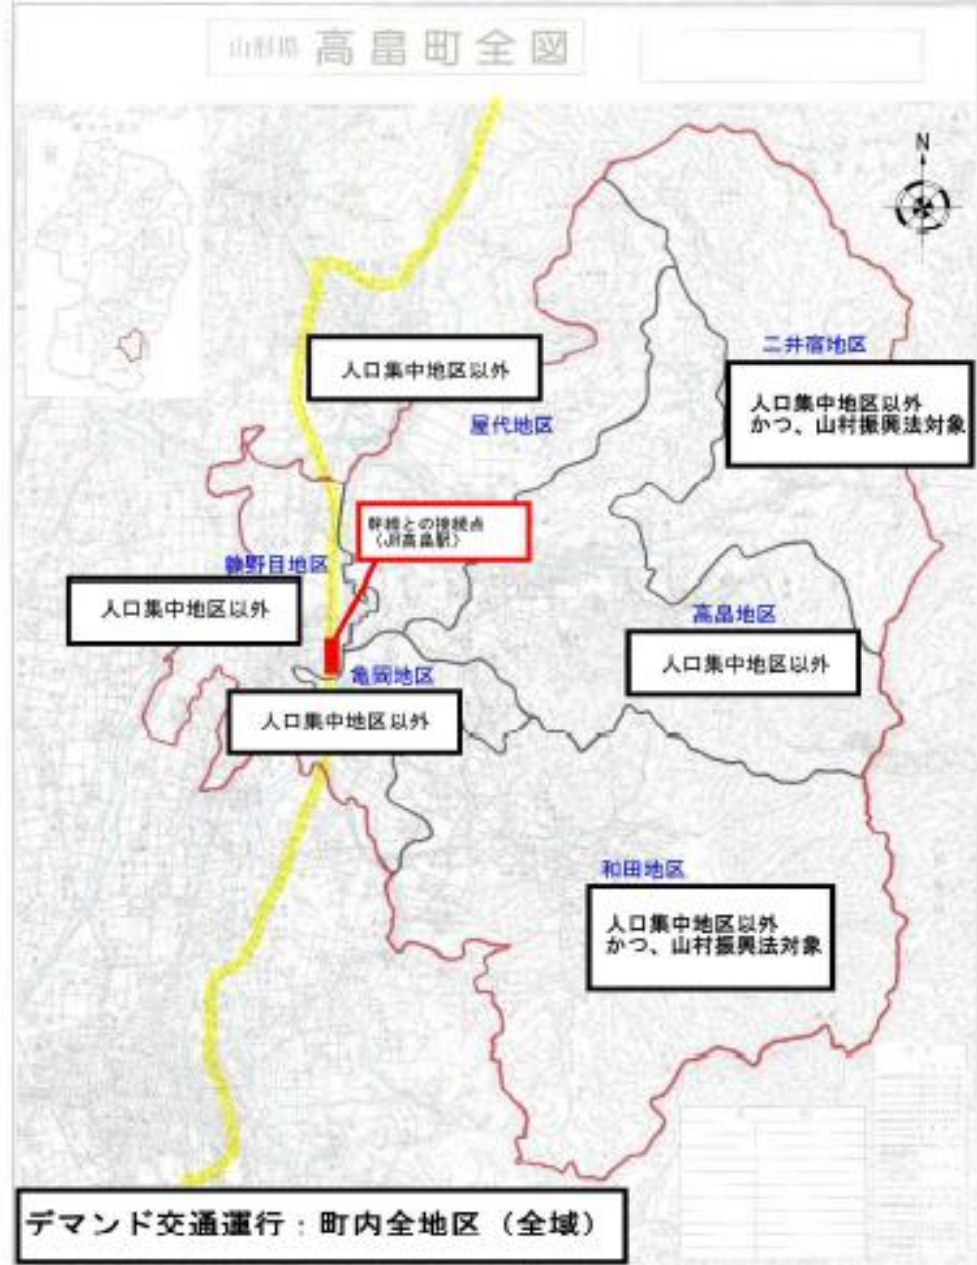 高畠町全図
N
人口集中地区以外
二井宿地区
人口集中地区以外
かつ、山村振興法対象
屋代地区
幹線との接続点
(JR高畠駅)
糠野目地区
人口集中地区以外
高畠地区
人口集中地区以外
亀岡地区
人口集中地区以外
和田地区
人口集中地区以外
かつ、山村振興法対象
デマンド交通運行：町内全地区（全域）